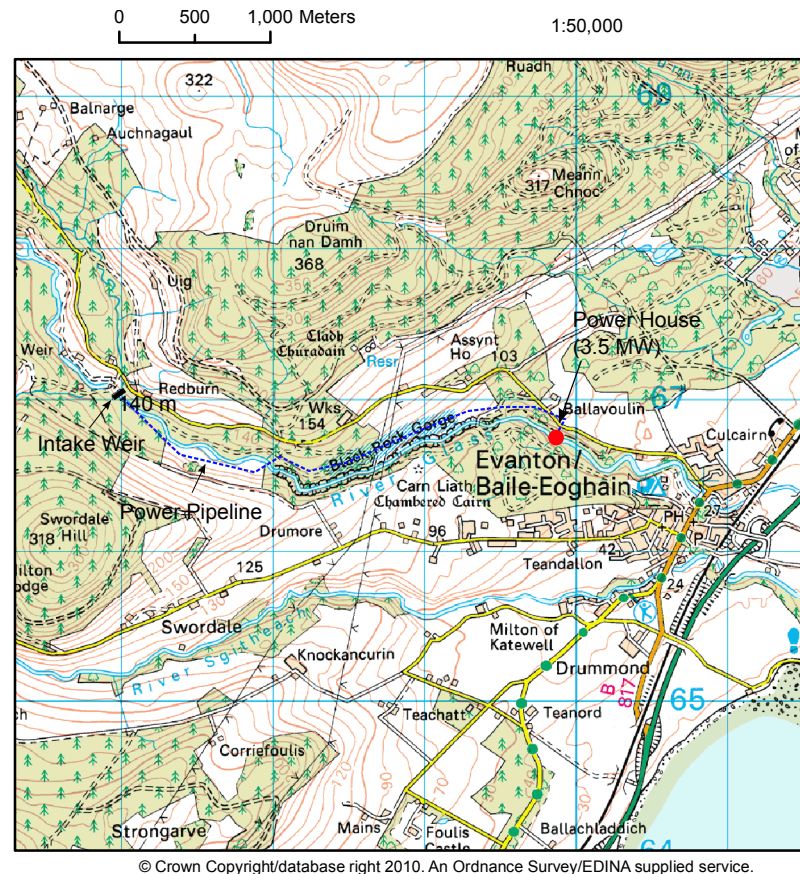 0 500 1,000 Meters
1:50,000
322
Ruadh
69
Balnarge
Auchnagaul
Meann
Chnoc
317
Druim
nan Damh
368
Uig
Cladh
Churadain
Assynt
Ho
Resr
103
Power House
(3.5 MW)
Weir
Redburn
140 m
Wks
154
Ballavoulin
67
Black Rock Gorge
Culcairn
Intake Weir
River Glass
Evanton/
Baile-Eoghain
Carn Liath
Chambered Cairn
Power Pipeline
PH
27
P
Swordale
Hill
318
Drumore
96
42
Teandallon
125
24
Swordale
Milton of
Katewell
River Sgitheach
Knockancurin
Drummond
B
817
65
Teachatt
Teanord
Corriefoulis
Strongarve
Mains
Foulis
Castle
Ballachladdich
64
© Crown Copyright/database right 2010. An Ordnance Survey/EDINA supplied service.